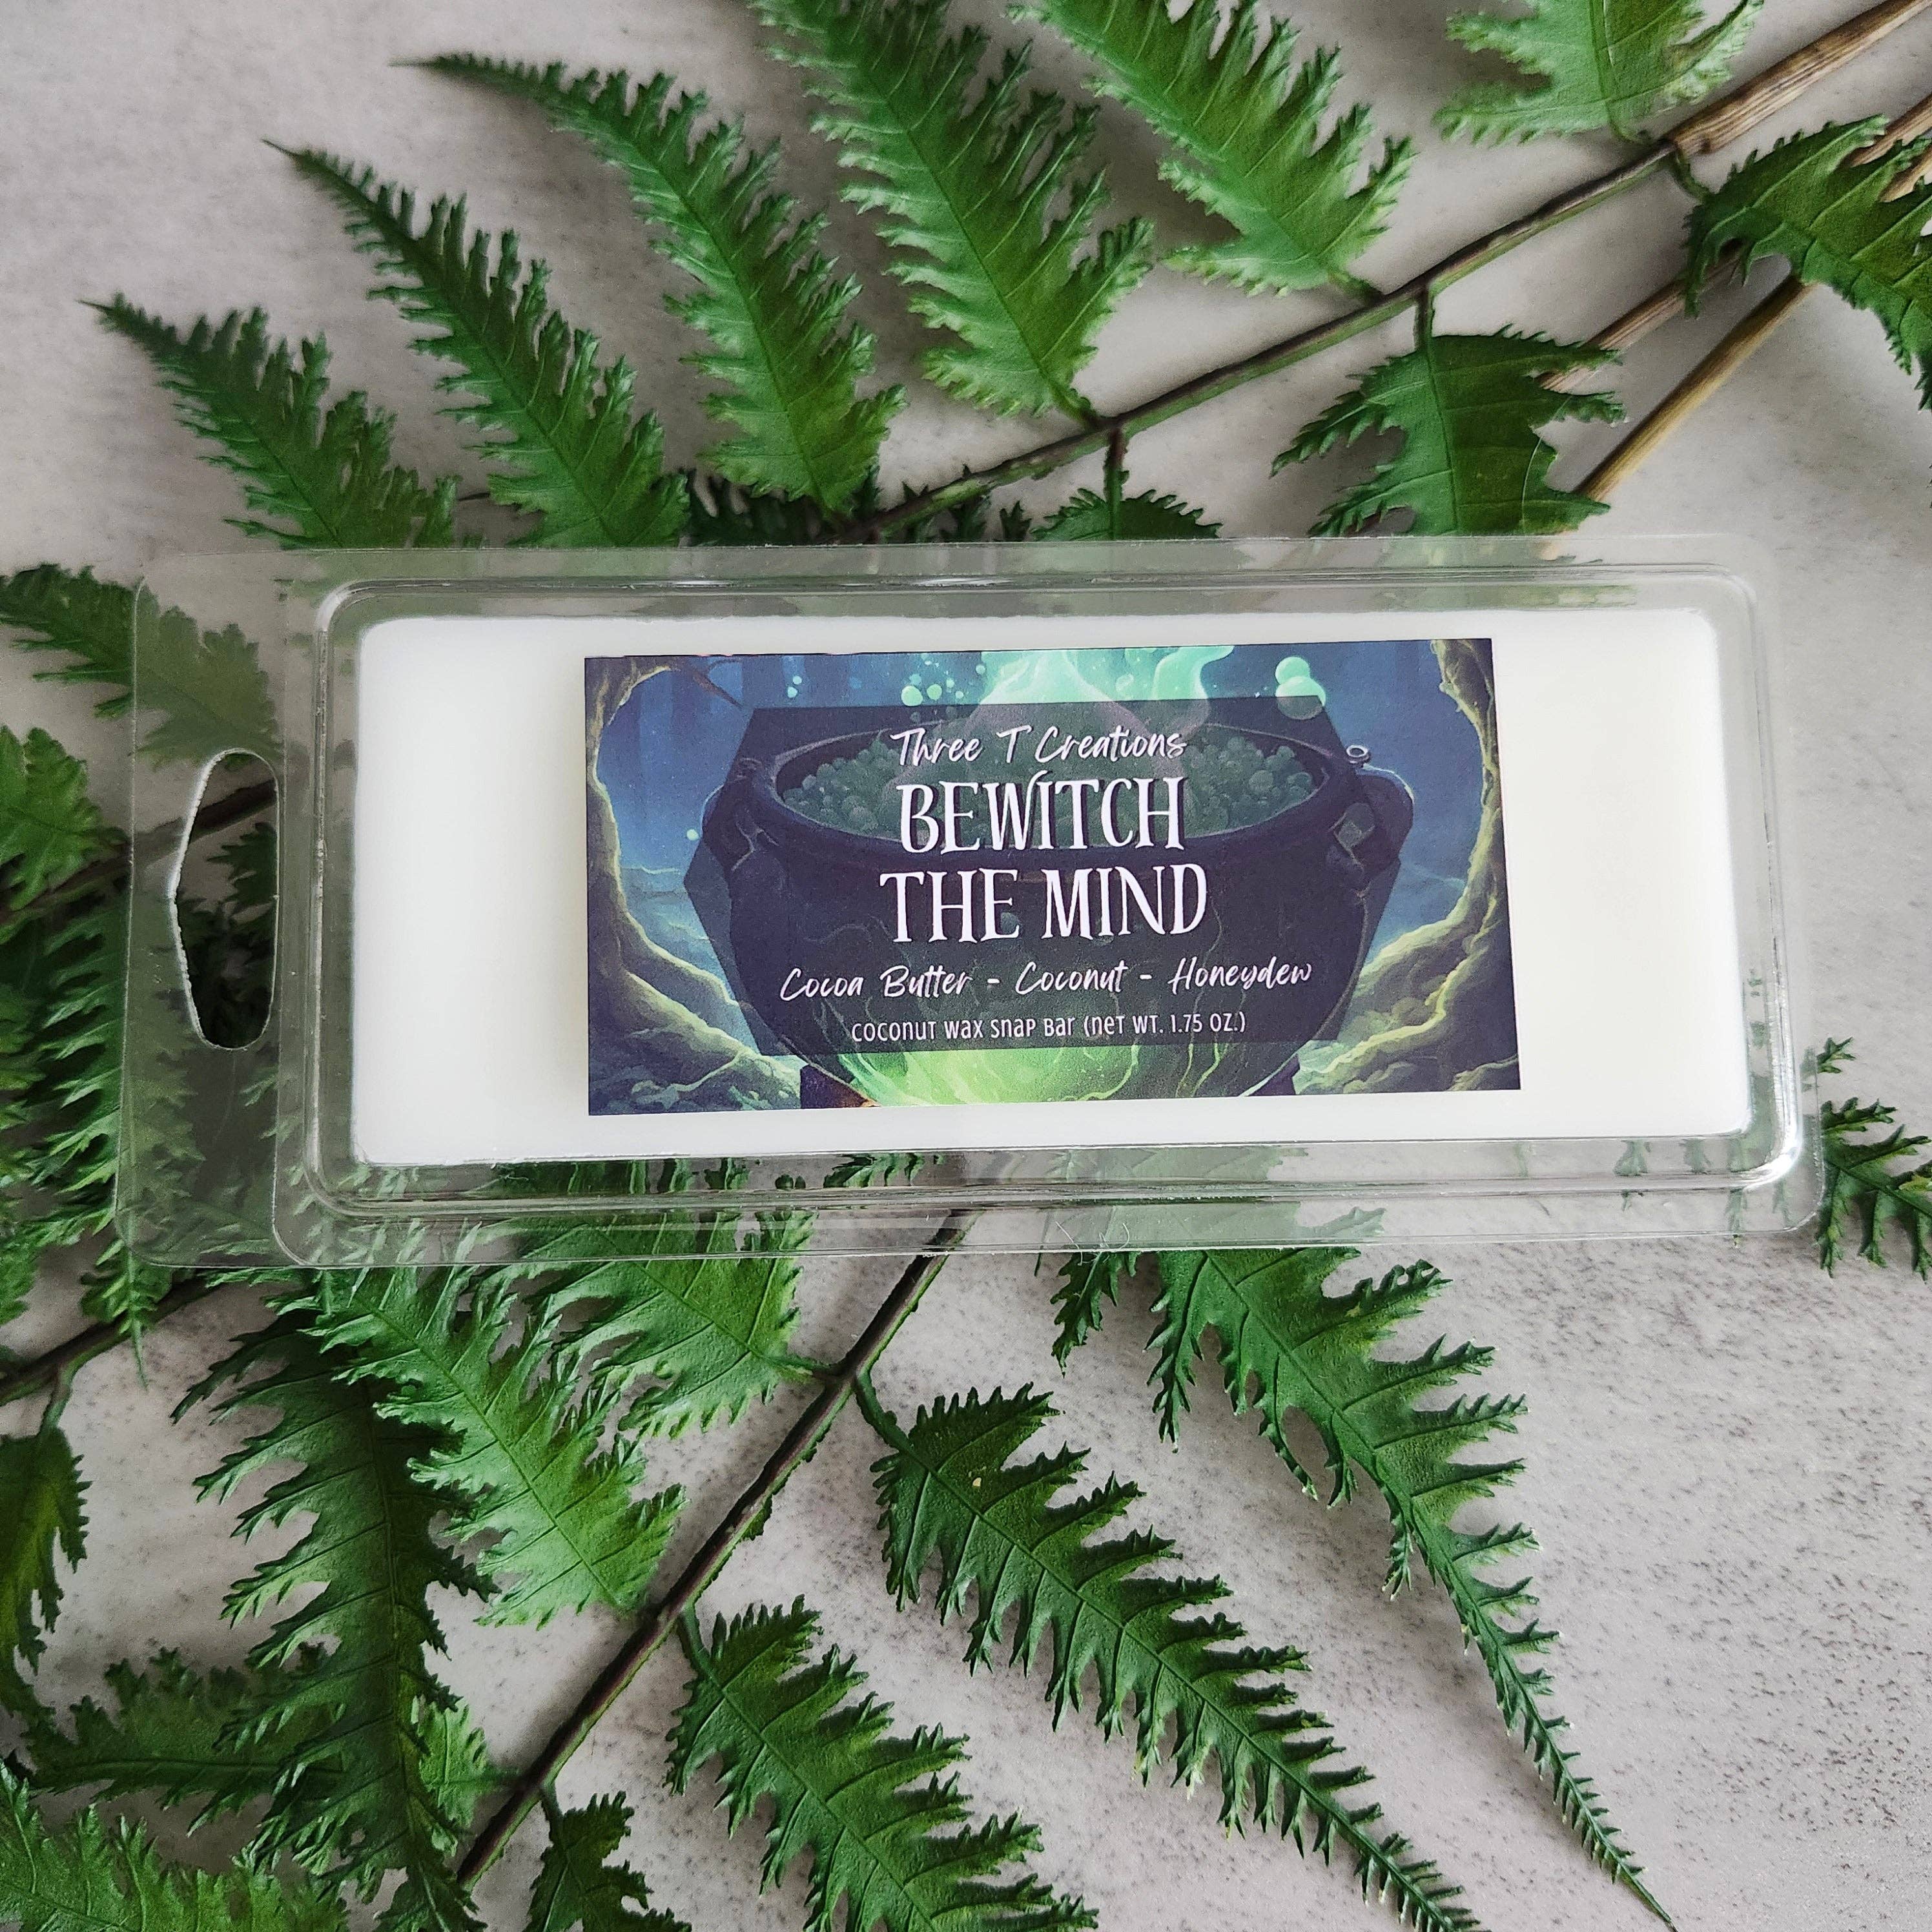 Three T Creations
BEWITCH
THE MIND
Cocoa Butter - Coconut - Honeydew
coconut wax snap bar (net wt. 1.75 oz.)